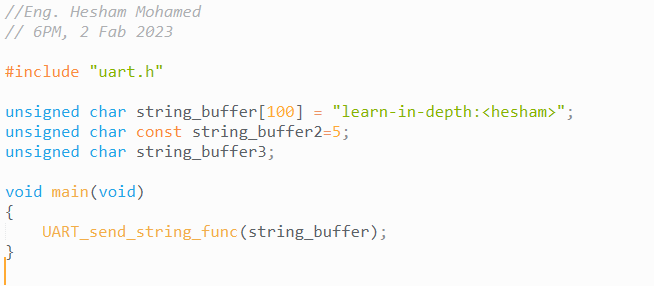 //Eng. Hesham Mohamed
// 6PM, 2 Fab 2023
#include "uart.h"
unsigned char string_buffer[100] = "learn-in-depth:<hesham>";
unsigned char const string_buffer2=5;
unsigned char string_buffer3;
void main(void)
{
    UART_send_string_func(string_buffer);
}